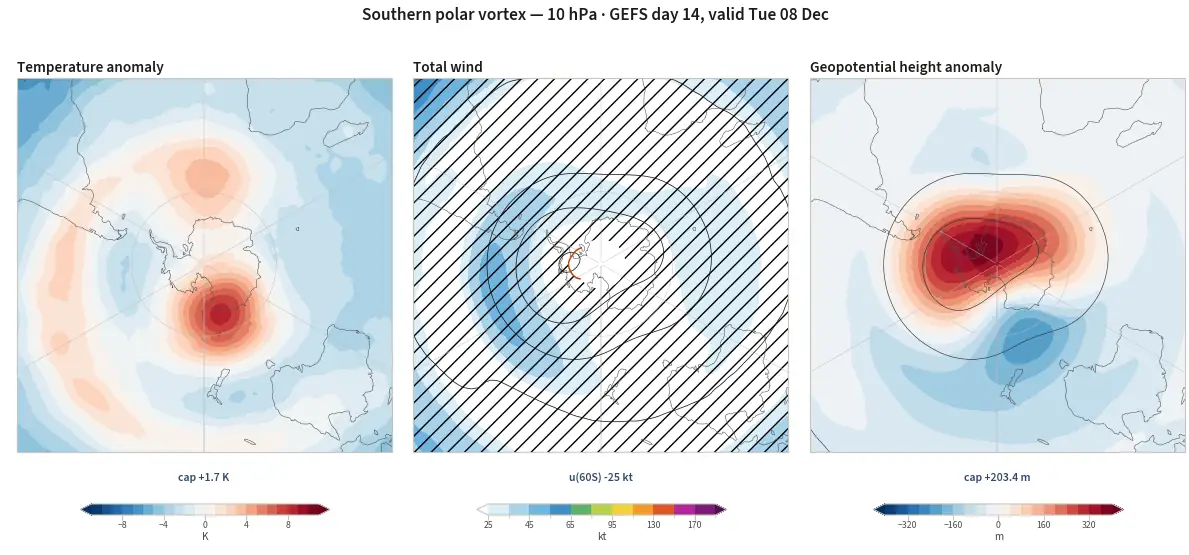 Southern polar vortex — 10 hPa · GEFS day 14, valid Tue 08 Dec
Temperature anomaly
Total wind
Geopotential height anomaly
cap +1.7 K
u(60S) -25 kt
cap +203.4 m
−8 −4 0 4 8
K
25 45 65 95 130 170
kt
−320 −160 0 160 320
m